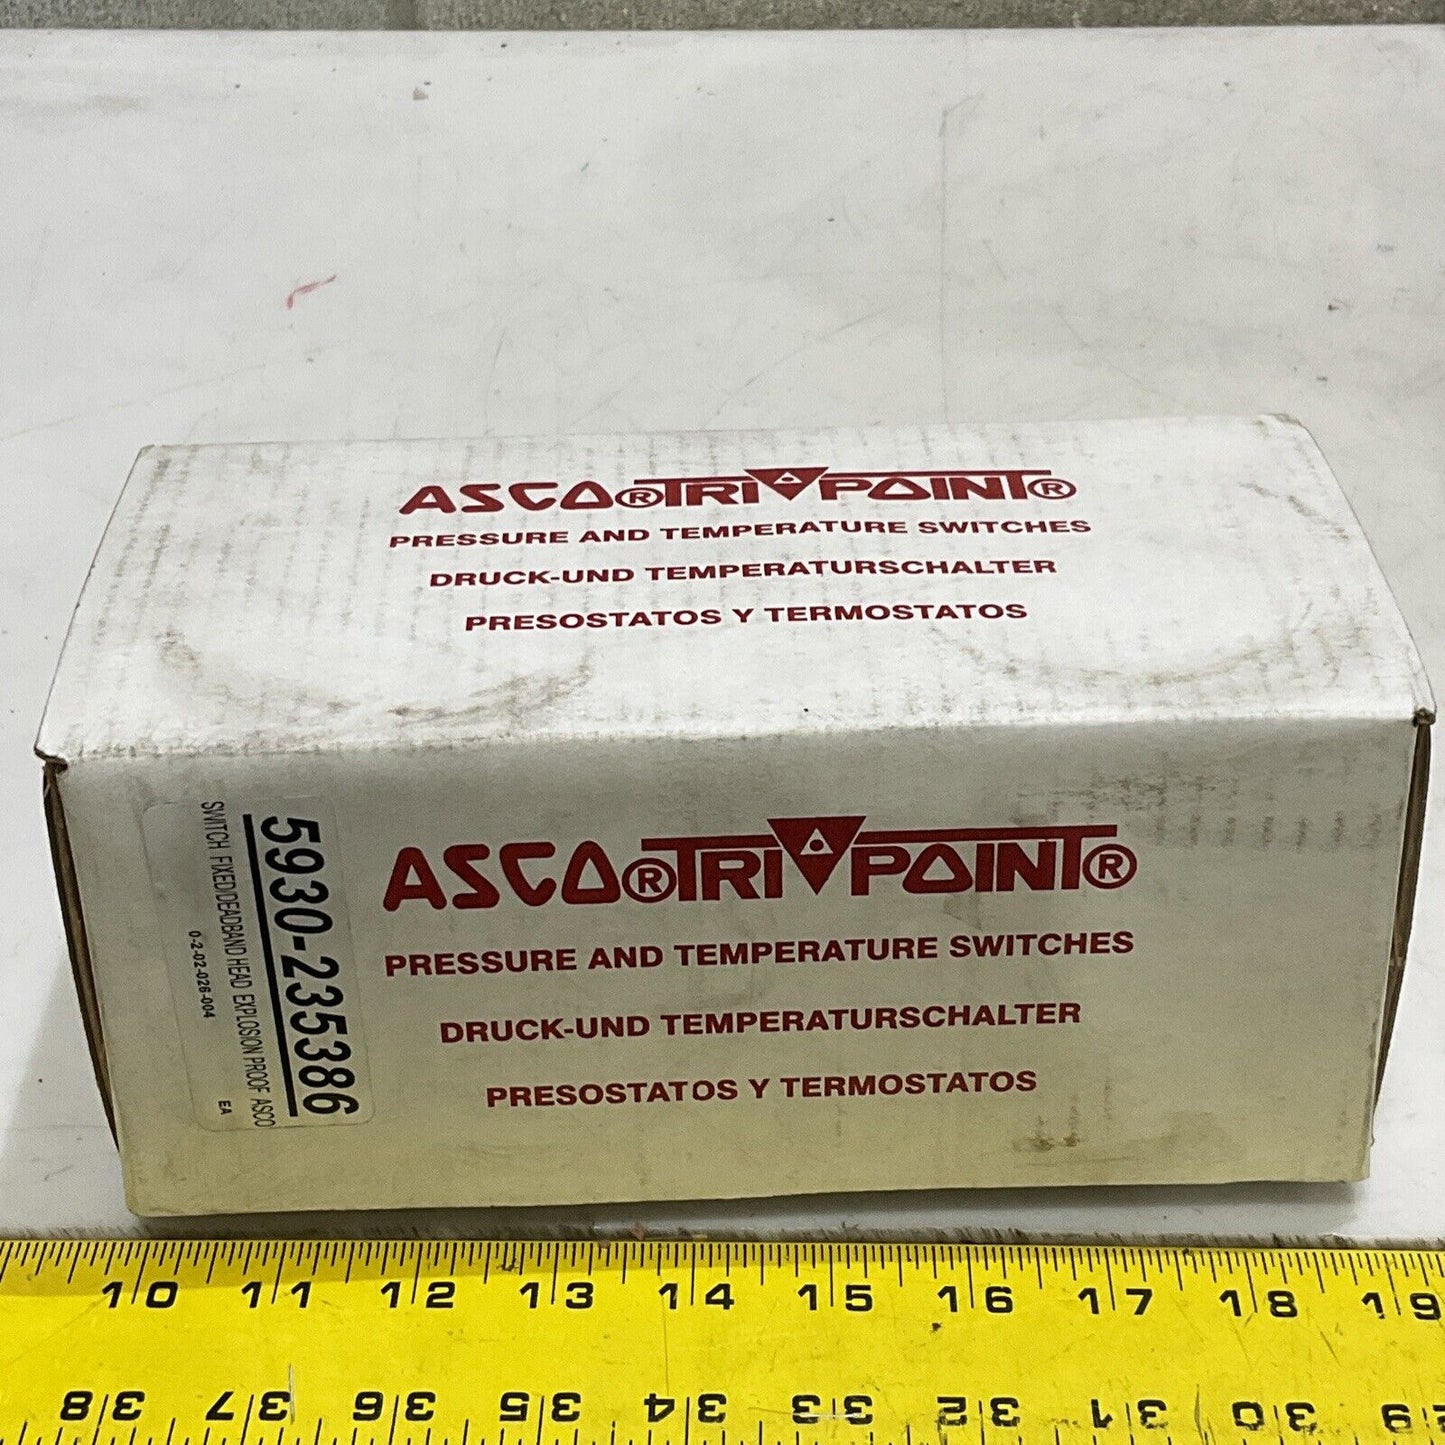 ASCO® TRI POINT®
PRESSURE AND TEMPERATURE SWITCHES
DRUCK-UND TEMPERATURSCHALTER
PRESOSTATOS Y TERMOSTATOS
ASCO® TRI POINT®
PRESSURE AND TEMPERATURE SWITCHES
DRUCK-UND TEMPERATURSCHALTER
PRESOSTATOS Y TERMOSTATOS
5930-235386
SWITCH FIXED/DEADBAND HEAD EXPLOSION PROOF ASCO
0-2-02-026-004 EA
10 11 12 13 14 15 16 17 18 19
38 37 36 35 34 33 32 31 30 29